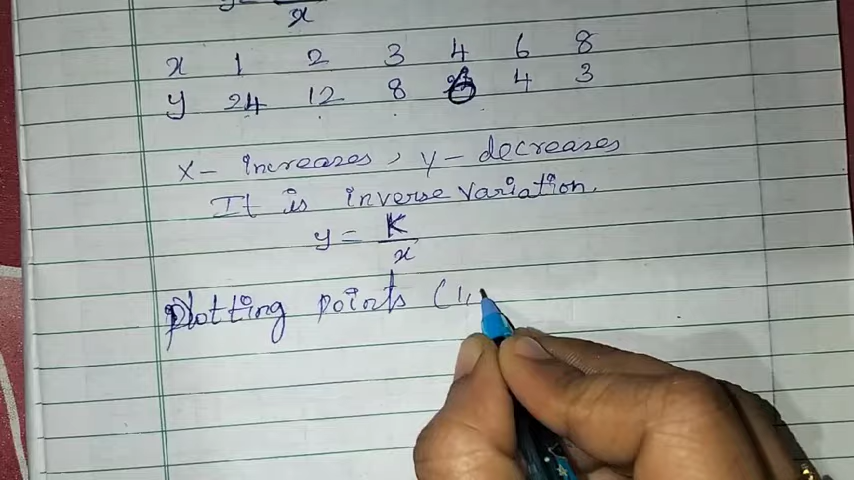 x
x 1 2 3 4 6 8
y 24 12 8 4 3
x- increases, y- decreases
It is inverse variation.
y = K
x
plotting points (1,